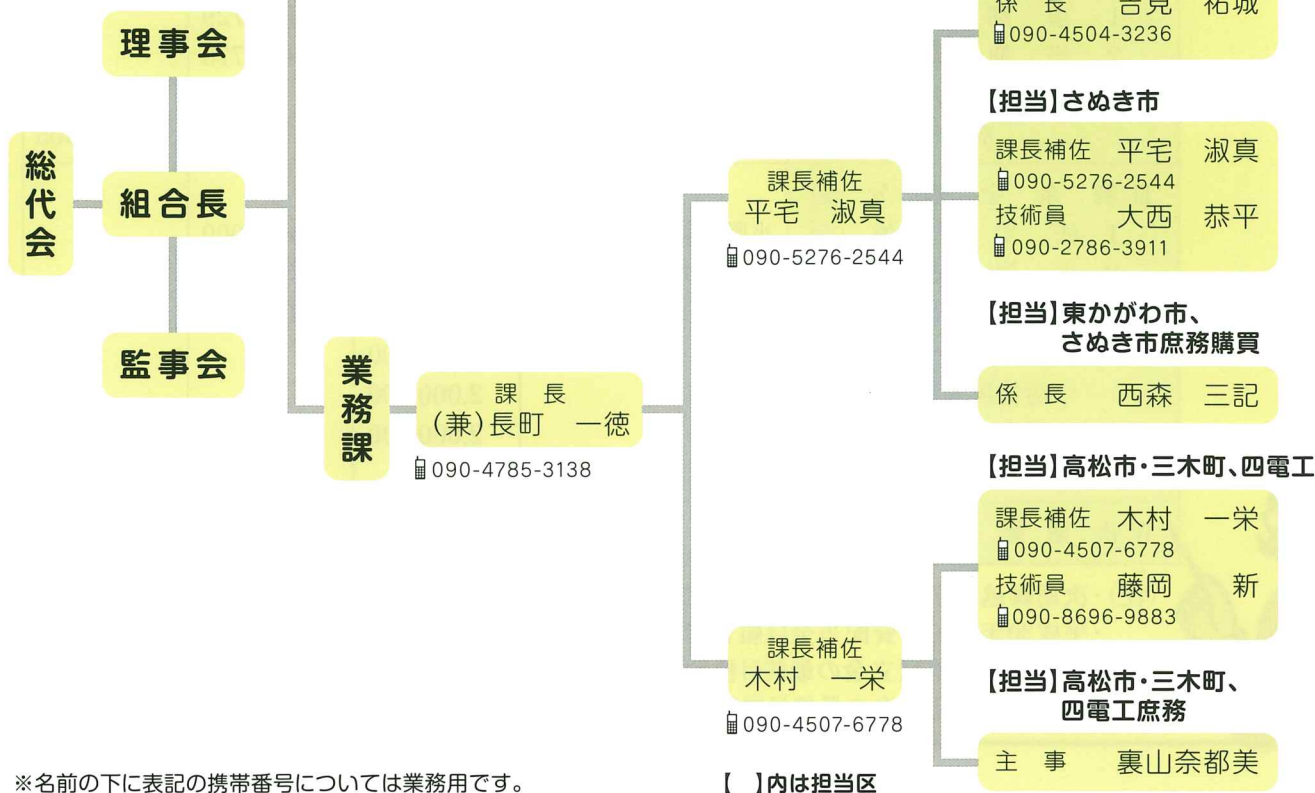 理事会
総代会
組合長
監事会
業務課
課　長
(兼)長町　一徳
090-4785-3138
課長補佐
平宅　淑真
090-5276-2544
課長補佐
木村　一栄
090-4507-6778
係　長　吉見　祐城
090-4504-3236
【担当】さぬき市
課長補佐　平宅　淑真
090-5276-2544
技術員　大西　恭平
090-2786-3911
【担当】東かがわ市、
さぬき市庶務購買
係　長　西森　三記
【担当】高松市・三木町、四電工
課長補佐　木村　一栄
090-4507-6778
技術員　藤岡　新
090-8696-9883
【担当】高松市・三木町、
四電工庶務
主　事　裏山奈都美
※名前の下に表記の携帯番号については業務用です。
【　】内は担当区